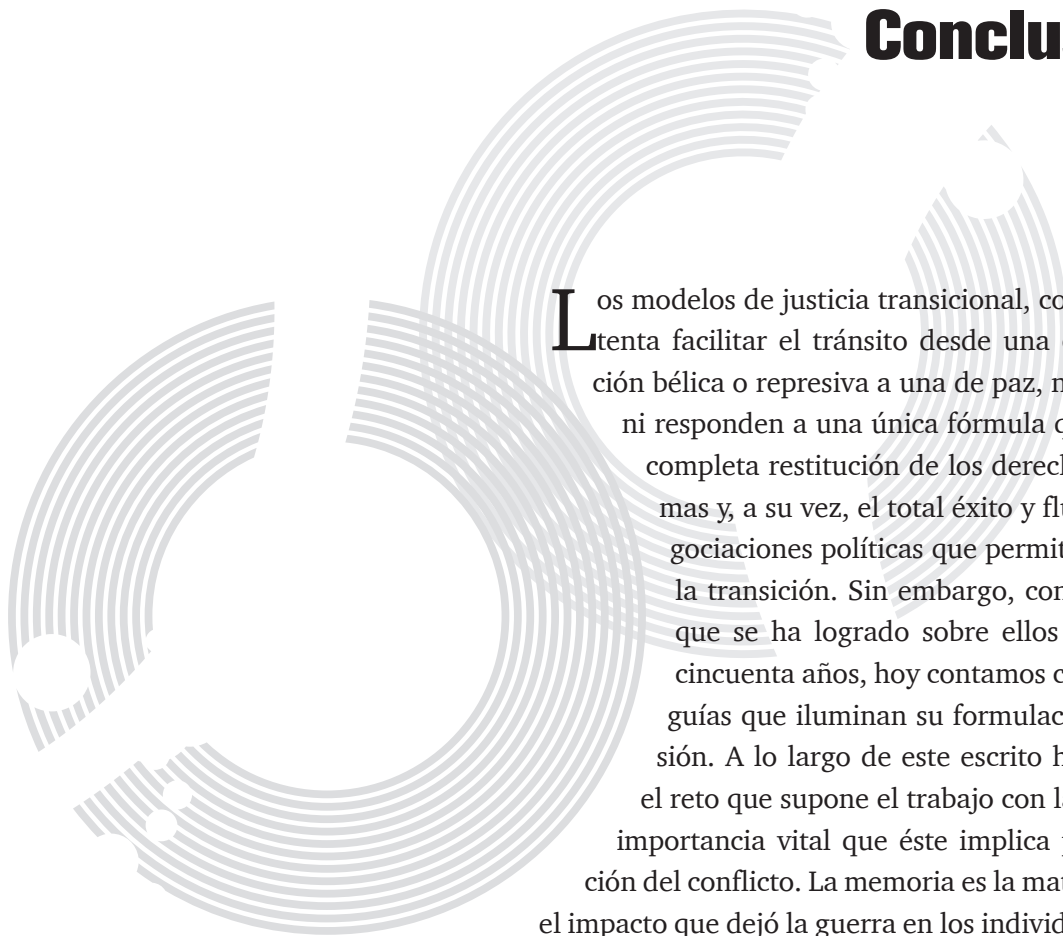 Conclu
Los modelos de justicia transicional, co
tenta facilitar el tránsito desde una
ción bélica o represiva a una de paz, n
ni responden a una única fórmula q
completa restitución de los derech
mas y, a su vez, el total éxito y flu
gociaciones políticas que permit
la transición. Sin embargo, con
que se ha logrado sobre ellos
cincuenta años, hoy contamos c
guías que iluminan su formulac
sión. A lo largo de este escrito h
el reto que supone el trabajo con la
importancia vital que éste implica y
ción del conflicto. La memoria es la mat
el impacto que dejó la guerra en los individ